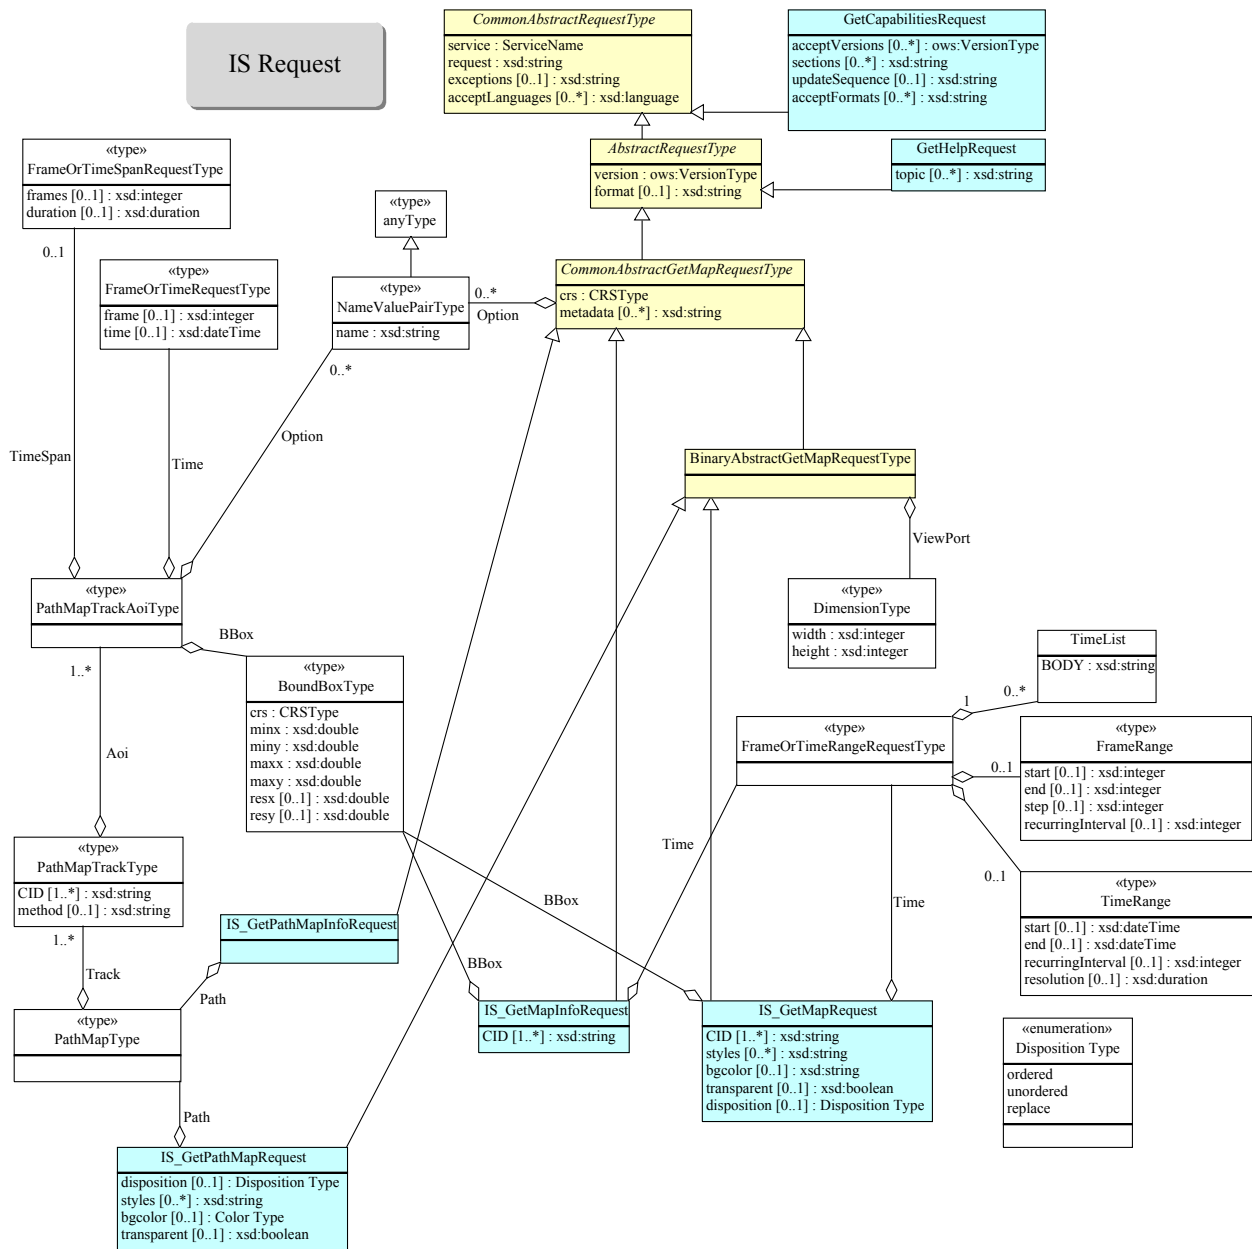 IS Request
CommonAbstractRequestType
service : ServiceName
request : xsd:string
exceptions [0..1] : xsd:string
acceptLanguages [0..*] : xsd:language
GetCapabilitiesRequest
acceptVersions [0..*] : ows:VersionType
sections [0..*] : xsd:string
updateSequence [0..1] : xsd:string
acceptFormats [0..*] : xsd:string
«type»
FrameOrTimeSpanRequestType
frames [0..1] : xsd:integer
duration [0..1] : xsd:duration
AbstractRequestType
version : ows:VersionType
format [0..1] : xsd:string
GetHelpRequest
topic [0..*] : xsd:string
«type»
anyType
0..1
«type»
FrameOrTimeRequestType
frame [0..1] : xsd:integer
time [0..1] : xsd:dateTime
«type»
NameValuePairType
name : xsd:string
0..*
Option
CommonAbstractGetMapRequestType
crs : CRSType
metadata [0..*] : xsd:string
0..*
Option
TimeSpan
Time
BinaryAbstractGetMapRequestType
ViewPort
«type»
PathMapTrackAoiType
«type»
DimensionType
width : xsd:integer
height : xsd:integer
BBox
1..*
«type»
BoundBoxType
crs : CRSType
minx : xsd:double
miny : xsd:double
maxx : xsd:double
maxy : xsd:double
resx [0..1] : xsd:double
resy [0..1] : xsd:double
TimeList
BODY : xsd:string
1
0..*
«type»
FrameOrTimeRangeRequestType
«type»
FrameRange
start [0..1] : xsd:integer
end [0..1] : xsd:integer
step [0..1] : xsd:integer
recurringInterval [0..1] : xsd:integer
0..1
Aoi
«type»
PathMapTrackType
CID [1..*] : xsd:string
method [0..1] : xsd:string
Time
0..1
«type»
TimeRange
start [0..1] : xsd:dateTime
end [0..1] : xsd:dateTime
recurringInterval [0..1] : xsd:integer
resolution [0..1] : xsd:duration
BBox
Time
IS_GetPathMapInfoRequest
1..*
Track
BBox
Path
«type»
PathMapType
IS_GetMapInfoRequest
CID [1..*] : xsd:string
IS_GetMapRequest
CID [1..*] : xsd:string
styles [0..*] : xsd:string
bgcolor [0..1] : xsd:string
transparent [0..1] : xsd:boolean
disposition [0..1] : Disposition Type
«enumeration»
Disposition Type
ordered
unordered
replace
Path
IS_GetPathMapRequest
disposition [0..1] : Disposition Type
styles [0..*] : xsd:string
bgcolor [0..1] : Color Type
transparent [0..1] : xsd:boolean